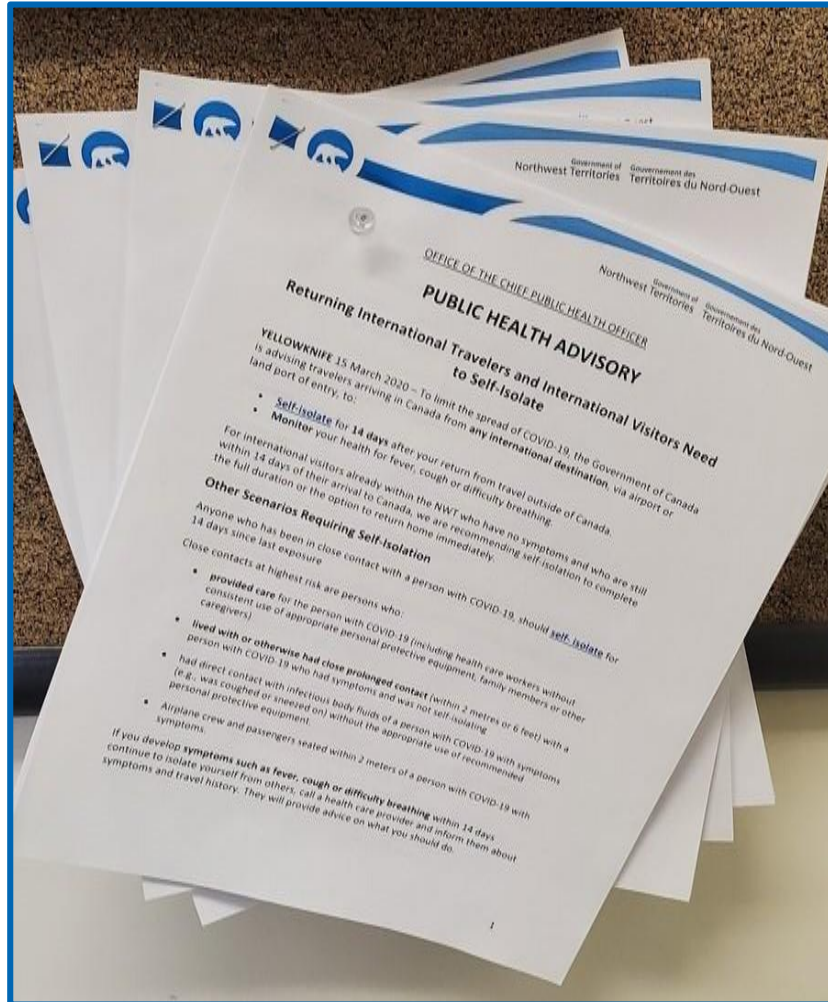 Government of Gouvernement des
Northwest Territories Territoires du Nord-Ouest
Government of Gouvernement des
Northwest Territories Territoires du Nord-Ouest
OFFICE OF THE CHIEF PUBLIC HEALTH OFFICER
PUBLIC HEALTH ADVISORY
Returning International Travelers and International Visitors Need
to Self-Isolate
YELLOWKNIFE 15 March 2020 – To limit the spread of COVID-19, the Government of Canada
is advising travelers arriving in Canada from any international destination, via airport or
land port of entry, to:
• Self-isolate for 14 days after your return from travel outside of Canada.
• Monitor your health for fever, cough or difficulty breathing.
For international visitors already within the NWT who have no symptoms and who are still
within 14 days of their arrival to Canada, we are recommending self-isolation to complete
the full duration or the option to return home immediately.
Other Scenarios Requiring Self-Isolation
Anyone who has been in close contact with a person with COVID-19, should self-isolate for
14 days since last exposure
Close contacts at highest risk are persons who:
• provided care for the person with COVID-19 (including health care workers without
consistent use of appropriate personal protective equipment, family members or other
caregivers)
• lived with or otherwise had close prolonged contact (within 2 metres or 6 feet) with a
person with COVID-19 who had symptoms and was not self-isolating
• had direct contact with infectious body fluids of a person with COVID-19 with symptoms
(e.g., was coughed or sneezed on) without the appropriate use of recommended
personal protective equipment.
• Airplane crew and passengers seated within 2 meters of a person with COVID-19 with
symptoms.
If you develop symptoms such as fever, cough or difficulty breathing within 14 days
continue to isolate yourself from others, call a health care provider and inform them about
symptoms and travel history. They will provide advice on what you should do.
1